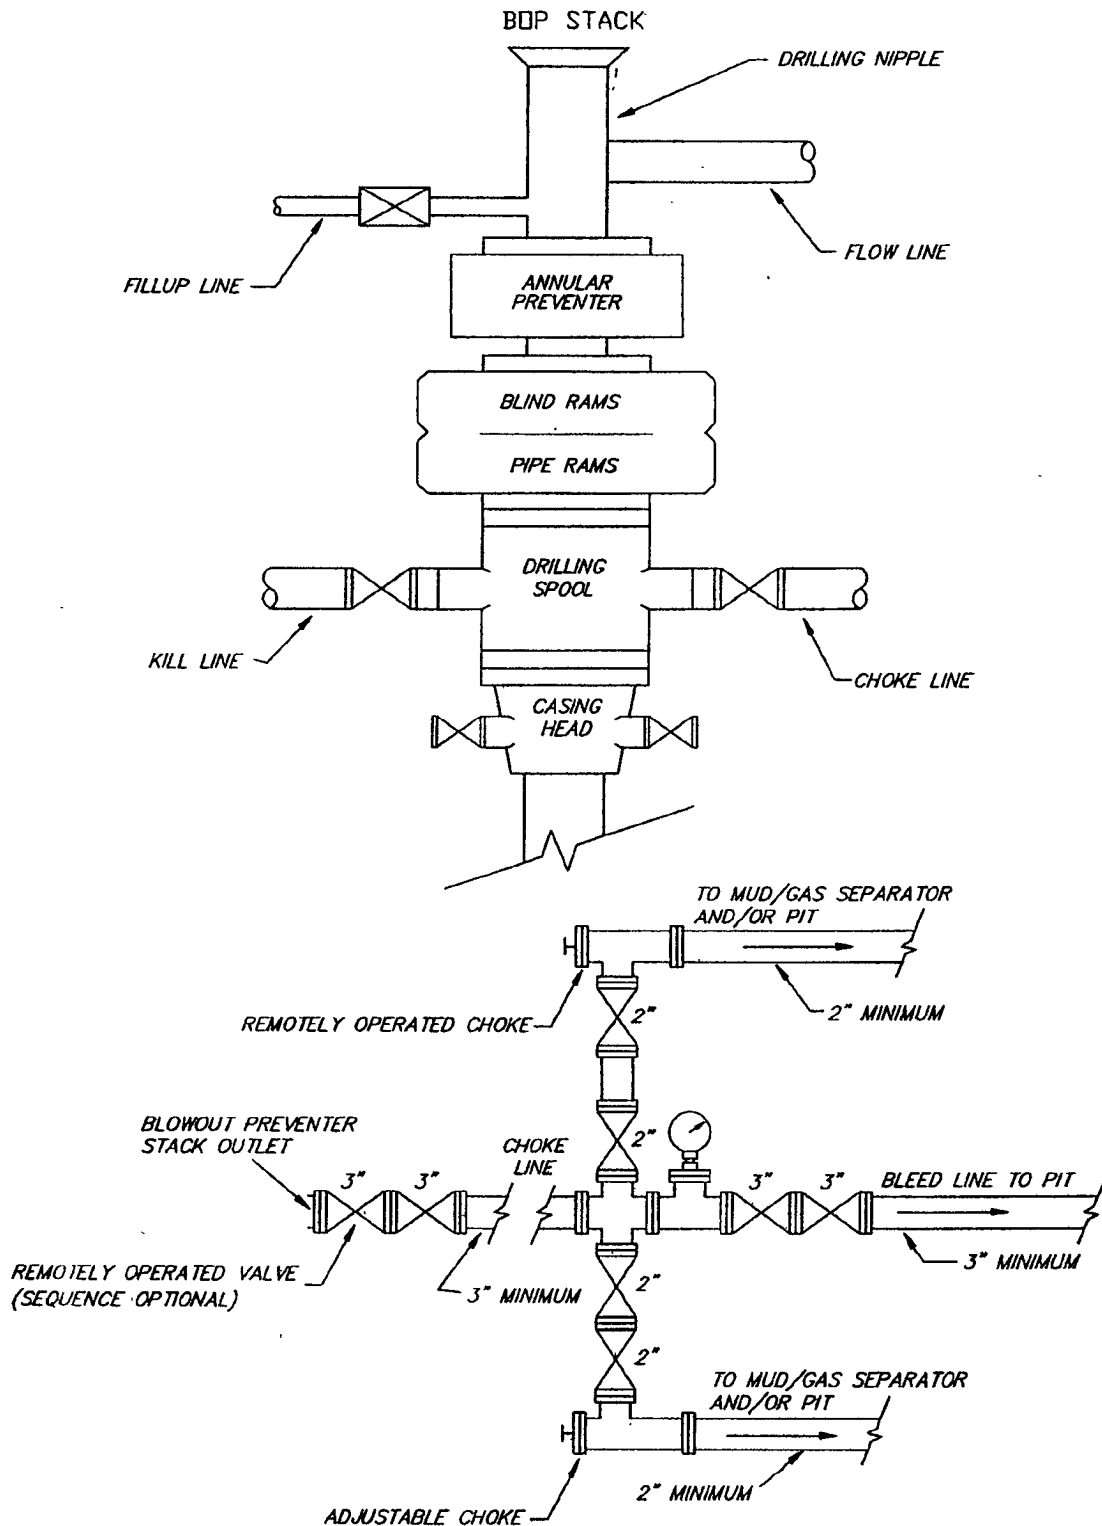 BOP STACK
DRILLING NIPPLE
FLOW LINE
FILLUP LINE
ANNULAR
PREVENTER
BLIND RAMS
PIPE RAMS
DRILLING
SPOOL
KILL LINE
CHOKE LINE
CASING
HEAD
TO MUD/GAS SEPARATOR
AND/OR PIT
2" MINIMUM
REMOTELY OPERATED CHOKE
2"
2"
BLOWOUT PREVENTER
STACK OUTLET
CHOKE
LINE
3"
3"
3"
3"
BLEED LINE TO PIT
3" MINIMUM
REMOTELY OPERATED VALVE
(SEQUENCE OPTIONAL)
3" MINIMUM
2"
2"
TO MUD/GAS SEPARATOR
AND/OR PIT
2" MINIMUM
ADJUSTABLE CHOKE